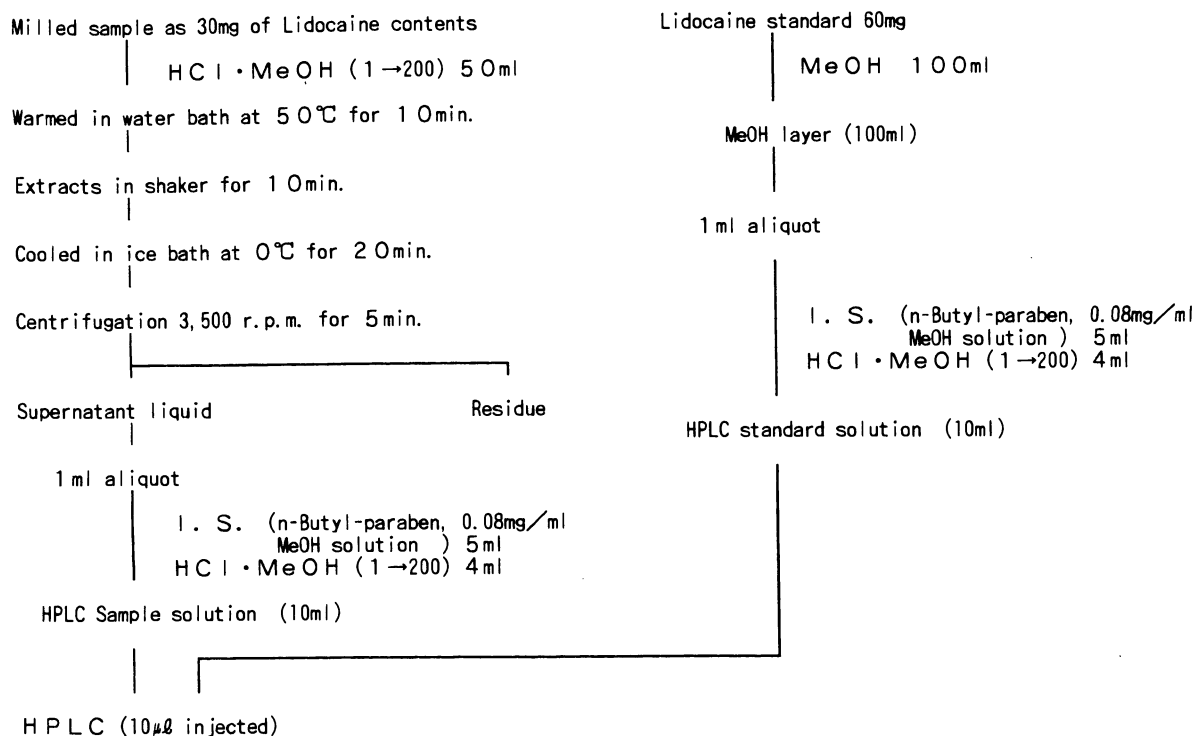 Milled sample as 30mg of Lidocaine contents
HCl・MeOH (1→200) 50ml
Warmed in water bath at 50℃ for 10min.
Extracts in shaker for 10min.
Cooled in ice bath at 0℃ for 20min.
Centrifugation 3,500 r.p.m. for 5min.
Supernatant liquid
Residue
1ml aliquot
I. S. (n-Butyl-paraben, 0.08mg/ml
MeOH solution ) 5ml
HCl・MeOH (1→200) 4ml
HPLC Sample solution (10ml)
Lidocaine standard 60mg
MeOH 100ml
MeOH layer (100ml)
1ml aliquot
I. S. (n-Butyl-paraben, 0.08mg/ml
MeOH solution ) 5ml
HCl・MeOH (1→200) 4ml
HPLC standard solution (10ml)
HPLC (10μℓ injected)